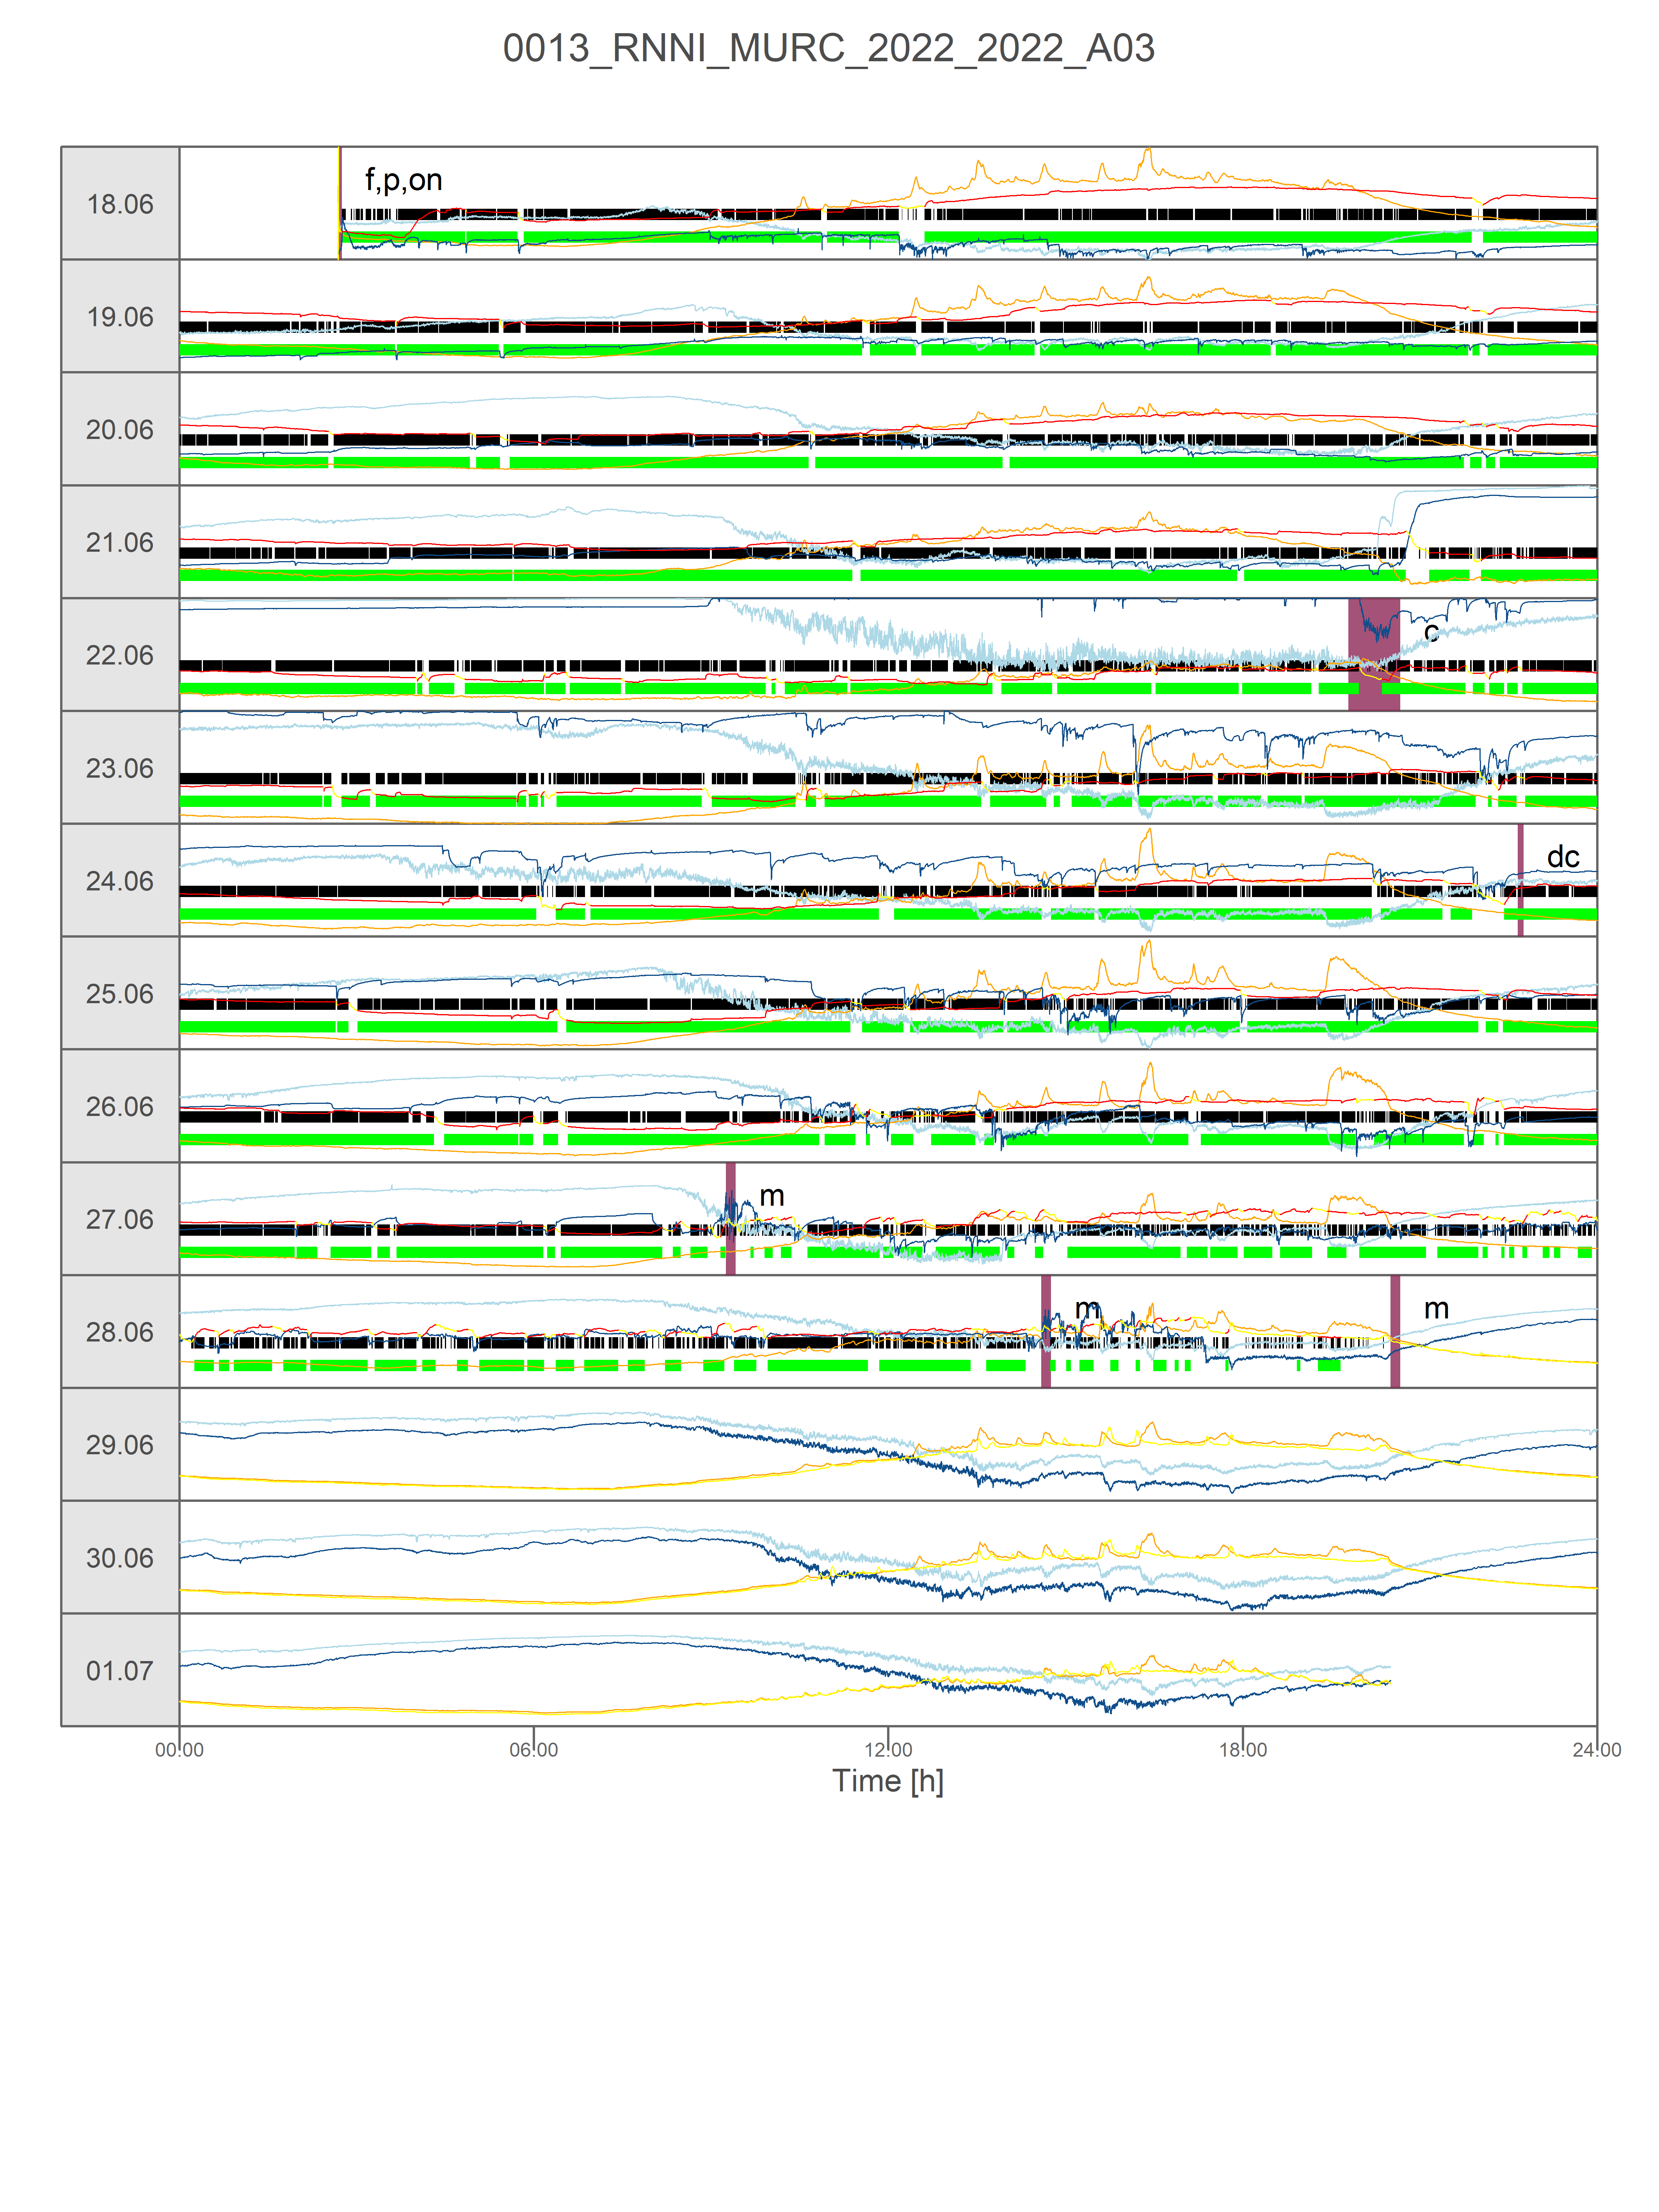 0013_RNNI_MURC_2022_2022_A03
18.06
f,p,on
19.06
20.06
21.06
22.06
c
23.06
24.06
dc
25.06
26.06
27.06
m
28.06
m
m
29.06
30.06
01.07
00:00 06:00 12:00 18:00 24:00
Time [h]